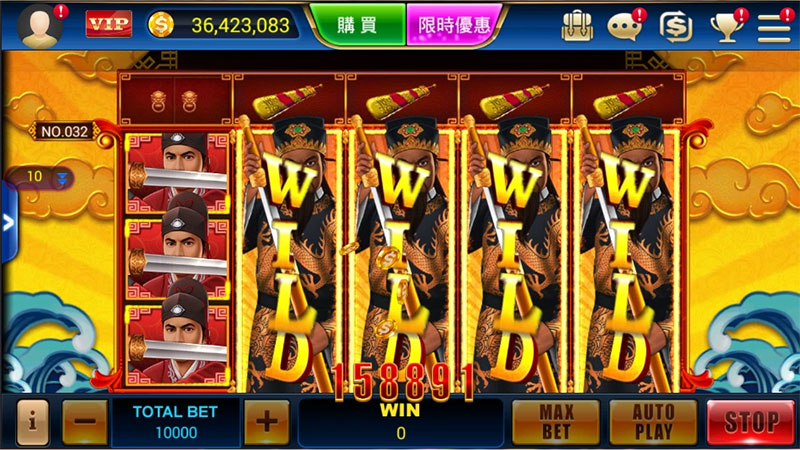 VIP
$ 36,423,083
購買
限時優惠
NO.032
10
WILD
WILD
WILD
WILD
158891
TOTAL BET
10000
WIN
0
MAX
BET
AUTO
PLAY
STOP